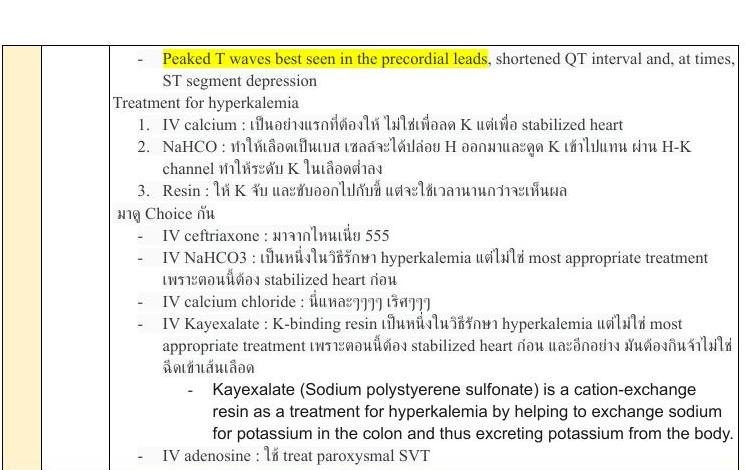 - Peaked T waves best seen in the precordial leads, shortened QT interval and, at times,
ST segment depression
Treatment for hyperkalemia
1. IV calcium : เป็นอย่างแรกที่ต้องให้ ไม่ใช่เพื่อลด K แต่เพื่อ stabilized heart
2. NaHCO : ทำให้เลือดเป็นเบส เซลล์จะได้ปล่อย H ออกมาและดูด K เข้าไปแทน ผ่าน H-K
channel ทำให้ระดับ K ในเลือดต่ำลง
3. Resin : ให้ K จับ และขับออกไปกับขี้ แต่จะใช้เวลานานกว่าจะเห็นผล
มาดู Choice กัน
- IV ceftriaxone : มาจากไหนเนี่ย 555
- IV NaHCO3 : เป็นหนึ่งในวิธีรักษา hyperkalemia แต่ไม่ใช่ most appropriate treatment
เพราะตอนนี้ต้อง stabilized heart ก่อน
- IV calcium chloride : นี่แหละๆๆๆๆ เริศๆๆๆ
- IV Kayexalate : K-binding resin เป็นหนึ่งในวิธีรักษา hyperkalemia แต่ไม่ใช่ most
appropriate treatment เพราะตอนนี้ต้อง stabilized heart ก่อน และอีกอย่าง มันต้องกินจ้าไม่ใช่
ฉีดเข้าเส้นเลือด
- Kayexalate (Sodium polystyerene sulfonate) is a cation-exchange
resin as a treatment for hyperkalemia by helping to exchange sodium
for potassium in the colon and thus excreting potassium from the body.
- IV adenosine : ใช้ treat paroxysmal SVT